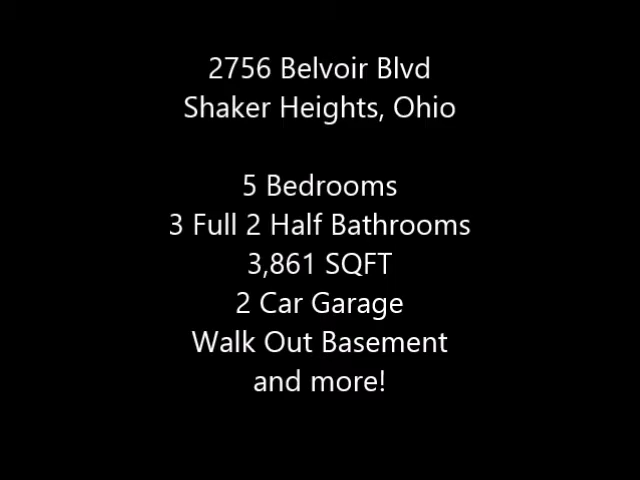 2756 Belvoir Blvd
Shaker Heights, Ohio
5 Bedrooms
3 Full 2 Half Bathrooms
3,861 SQFT
2 Car Garage
Walk Out Basement
and more!